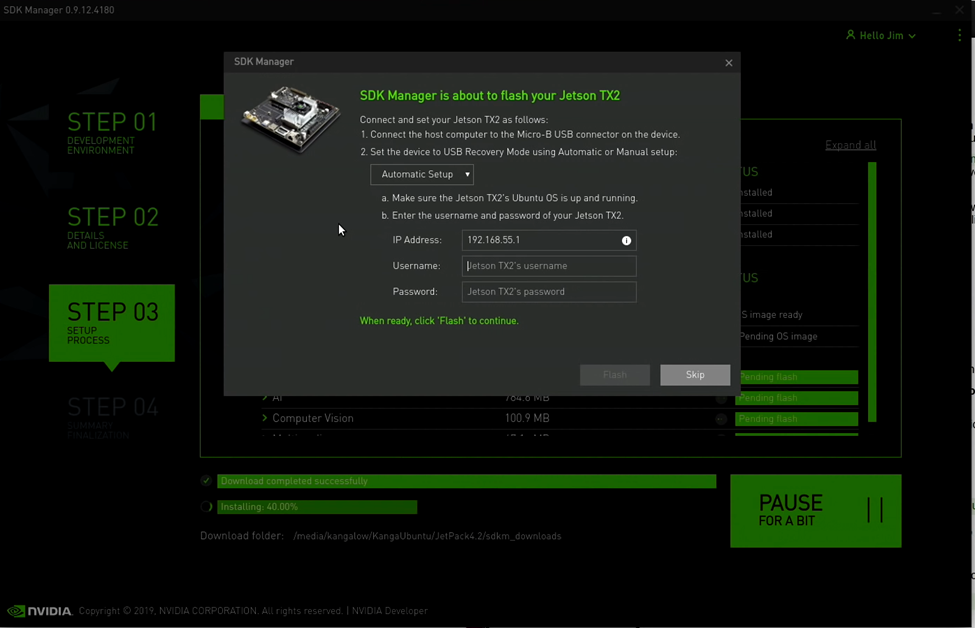 SDK Manager 0.9.12.4180
Hello Jim
SDK Manager
SDK Manager is about to flash your Jetson TX2
Connect and set your Jetson TX2 as follows:
1. Connect the host computer to the Micro-B USB connector on the device.
2. Set the device to USB Recovery Mode using Automatic or Manual setup:
Automatic Setup
a. Make sure the Jetson TX2's Ubuntu OS is up and running.
b. Enter the username and password of your Jetson TX2.
IP Address: 192.168.55.1
Username: Jetson TX2's username
Password: Jetson TX2's password
When ready, click 'Flash' to continue.
Flash
Skip
STEP 01
DEVELOPMENT
ENVIRONMENT
STEP 02
DETAILS
AND LICENSE
STEP 03
SETUP
PROCESS
STEP 04
SUMMARY
FINALIZATION
Expand all
TUS
nstalled
nstalled
nstalled
TUS
S image ready
Pending OS image
Pending flash
AI 784.6 MB Pending flash
Computer Vision 100.9 MB Pending flash
Download completed successfully
Installing: 40.00%
Download folder: /media/kangalow/KangaUbuntu/JetPack4.2/sdkm_downloads
PAUSE
FOR A BIT
NVIDIA. Copyright © 2019, NVIDIA CORPORATION. All rights reserved. | NVIDIA Developer